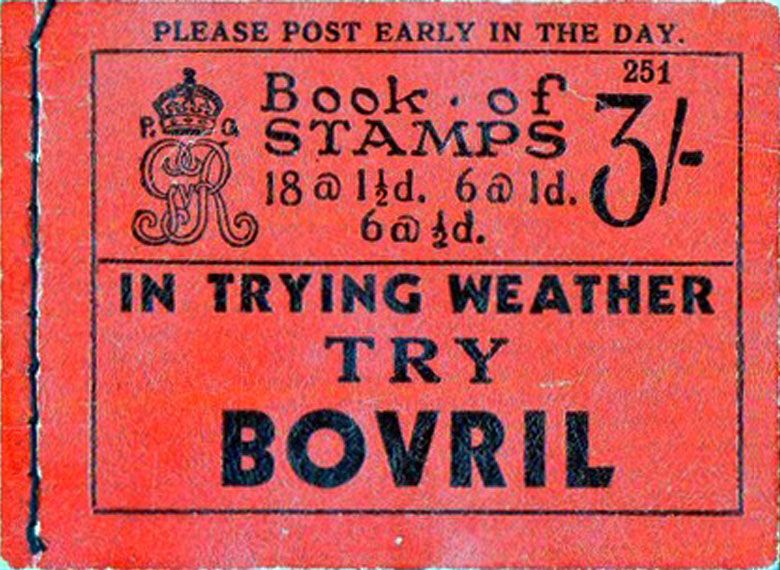 PLEASE POST EARLY IN THE DAY.
251
Book · of
STAMPS
3/-
P. O.
GR
18 @ 1½d. 6 @ 1d.
6 @ ½d.
IN TRYING WEATHER
TRY
BOVRIL